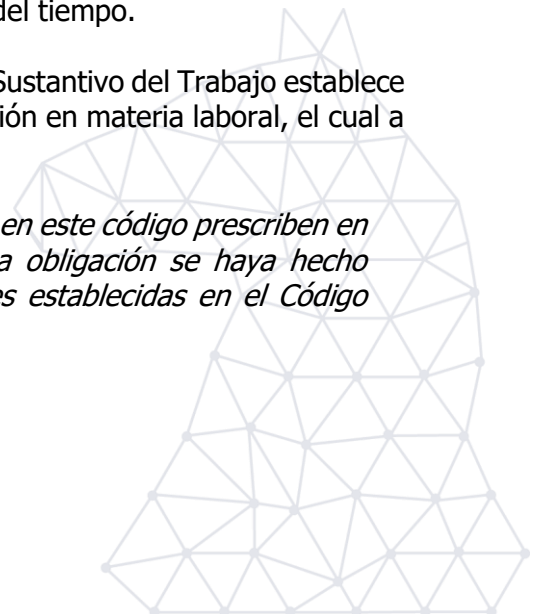 del tiempo.
Sustantivo del Trabajo establece
ión en materia laboral, el cual a
en este código prescriben en
a obligación se haya hecho
es establecidas en el Código